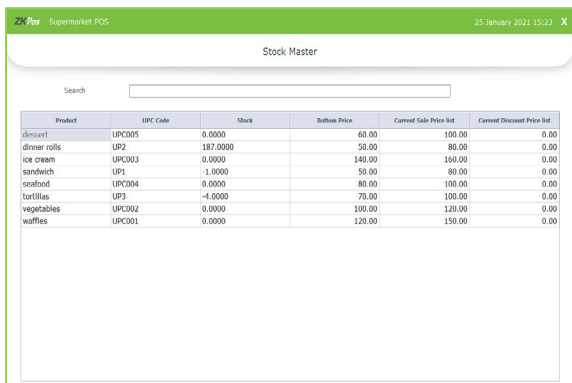 ZKPos Supermarket POS 25 January 2021 15:23 X
Stock Master
Search
Product UPC Code Stock Bottom Price Current Sale Price list Current Discount Price list
dessert UPC005 0.0000 60.00 100.00 0.00
dinner rolls UP2 187.0000 50.00 80.00 0.00
ice cream UPC003 0.0000 140.00 160.00 0.00
sandwich UP1 -1.0000 50.00 80.00 0.00
seafood UPC004 0.0000 80.00 100.00 0.00
tortillas UP3 -4.0000 70.00 100.00 0.00
vegetables UPC002 0.0000 100.00 120.00 0.00
waffles UPC001 0.0000 120.00 150.00 0.00